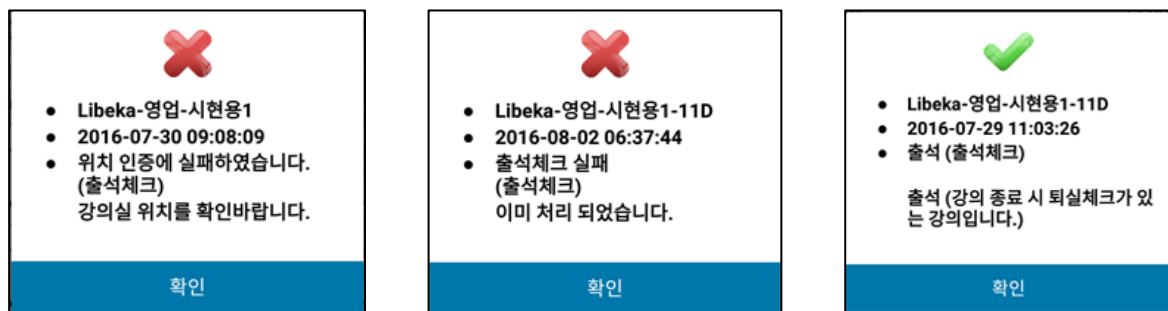 Libeka-영업-시현용1
2016-07-30 09:08:09
위치 인증에 실패하였습니다.
(출석체크)
강의실 위치를 확인바랍니다.
확인
Libeka-영업-시현용1-11D
2016-08-02 06:37:44
출석체크 실패
(출석체크)
이미 처리 되었습니다.
확인
Libeka-영업-시현용1-11D
2016-07-29 11:03:26
출석 (출석체크)
출석 (강의 종료 시 퇴실체크가 있
는 강의입니다.)
확인